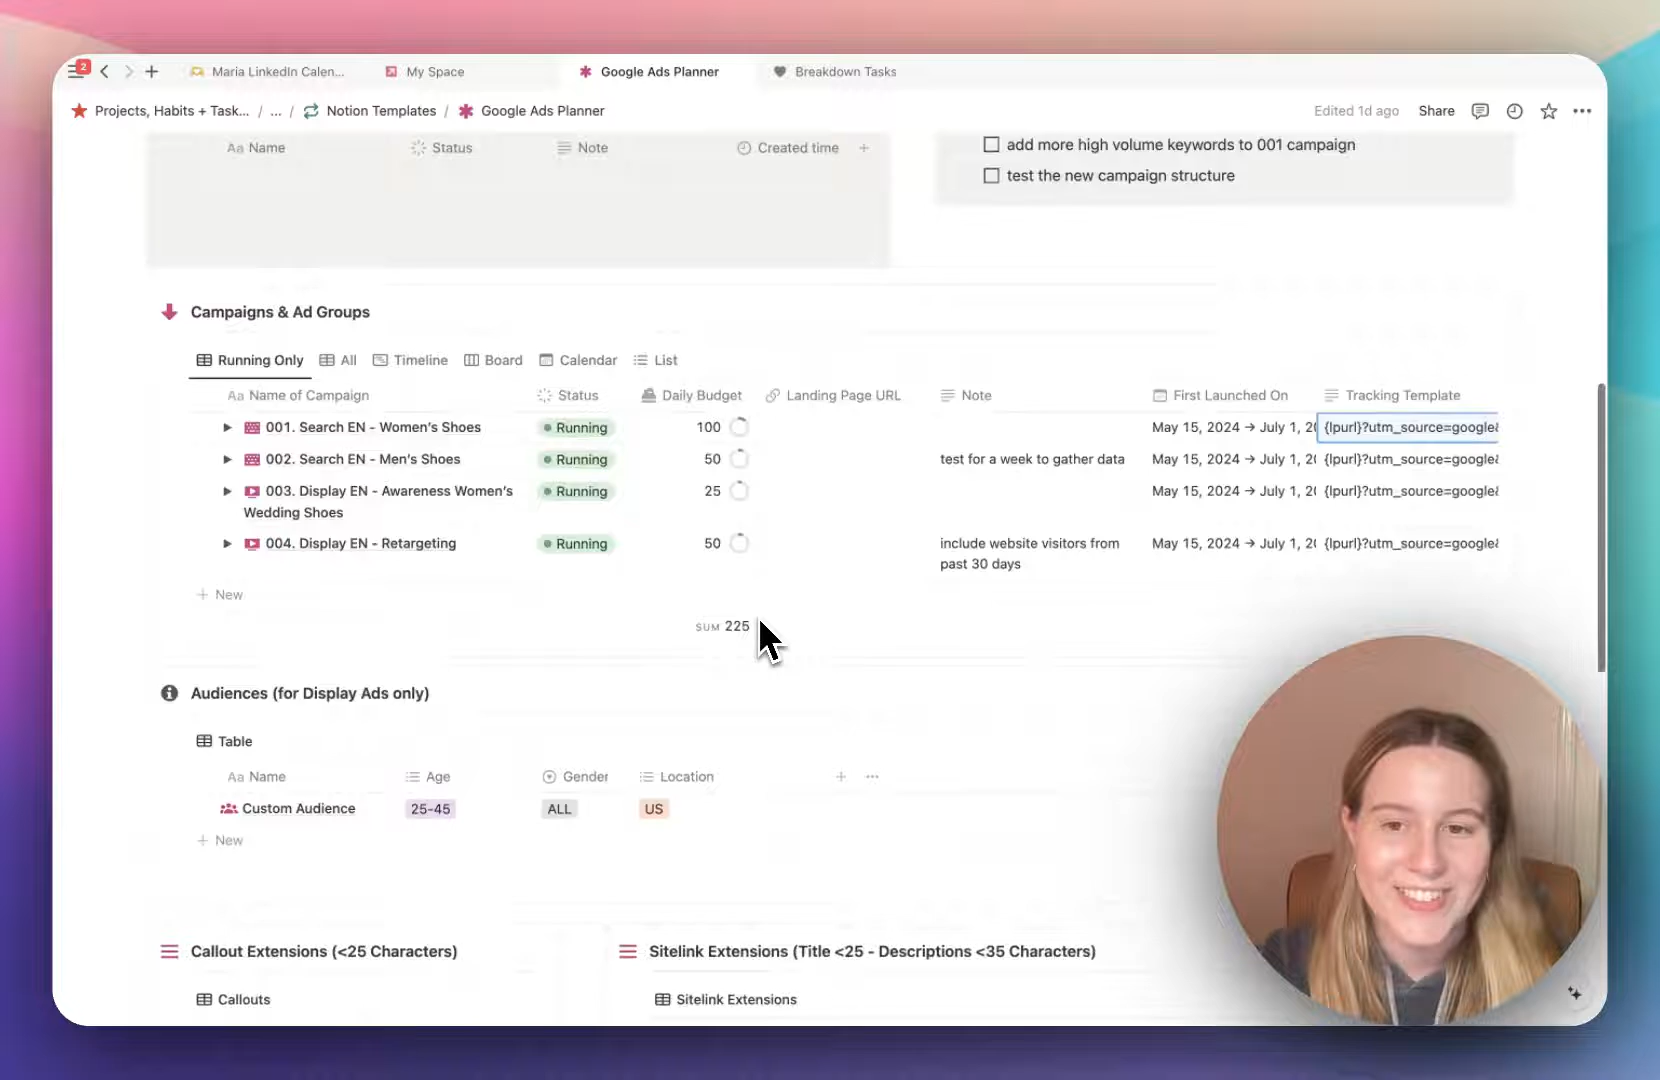 2
Maria LinkedIn Calen...
My Space
Google Ads Planner
Breakdown Tasks
Projects, Habits + Task... / ... / Notion Templates / Google Ads Planner
Edited 1d ago
Share
Aa Name
Status
Note
Created time
add more high volume keywords to 001 campaign
test the new campaign structure
Campaigns & Ad Groups
Running Only
All
Timeline
Board
Calendar
List
Aa Name of Campaign
Status
Daily Budget
Landing Page URL
Note
First Launched On
Tracking Template
001. Search EN - Women's Shoes
Running
100
May 15, 2024 → July 1, 20
{lpurl}?utm_source=google&
002. Search EN - Men's Shoes
Running
50
test for a week to gather data
May 15, 2024 → July 1, 20
{lpurl}?utm_source=google&
003. Display EN - Awareness Women's
Wedding Shoes
Running
25
May 15, 2024 → July 1, 20
{lpurl}?utm_source=google&
004. Display EN - Retargeting
Running
50
include website visitors from
past 30 days
May 15, 2024 → July 1, 20
{lpurl}?utm_source=google&
+ New
SUM 225
Audiences (for Display Ads only)
Table
Aa Name
Age
Gender
Location
Custom Audience
25-45
ALL
US
+ New
Callout Extensions (<25 Characters)
Callouts
Sitelink Extensions (Title <25 - Descriptions <35 Characters)
Sitelink Extensions